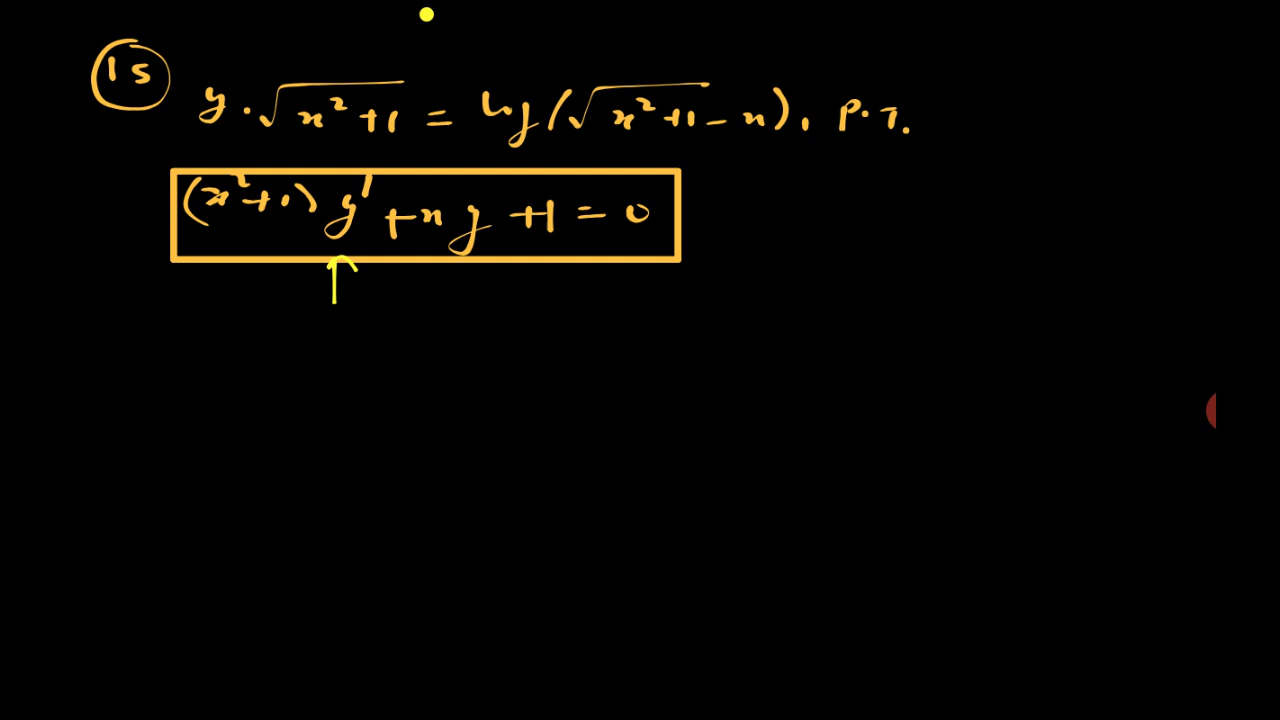 15
y·√(x²+1) = log(√(x²+1 - x), P.T.
(x²+1) y' + xy + 1 = 0